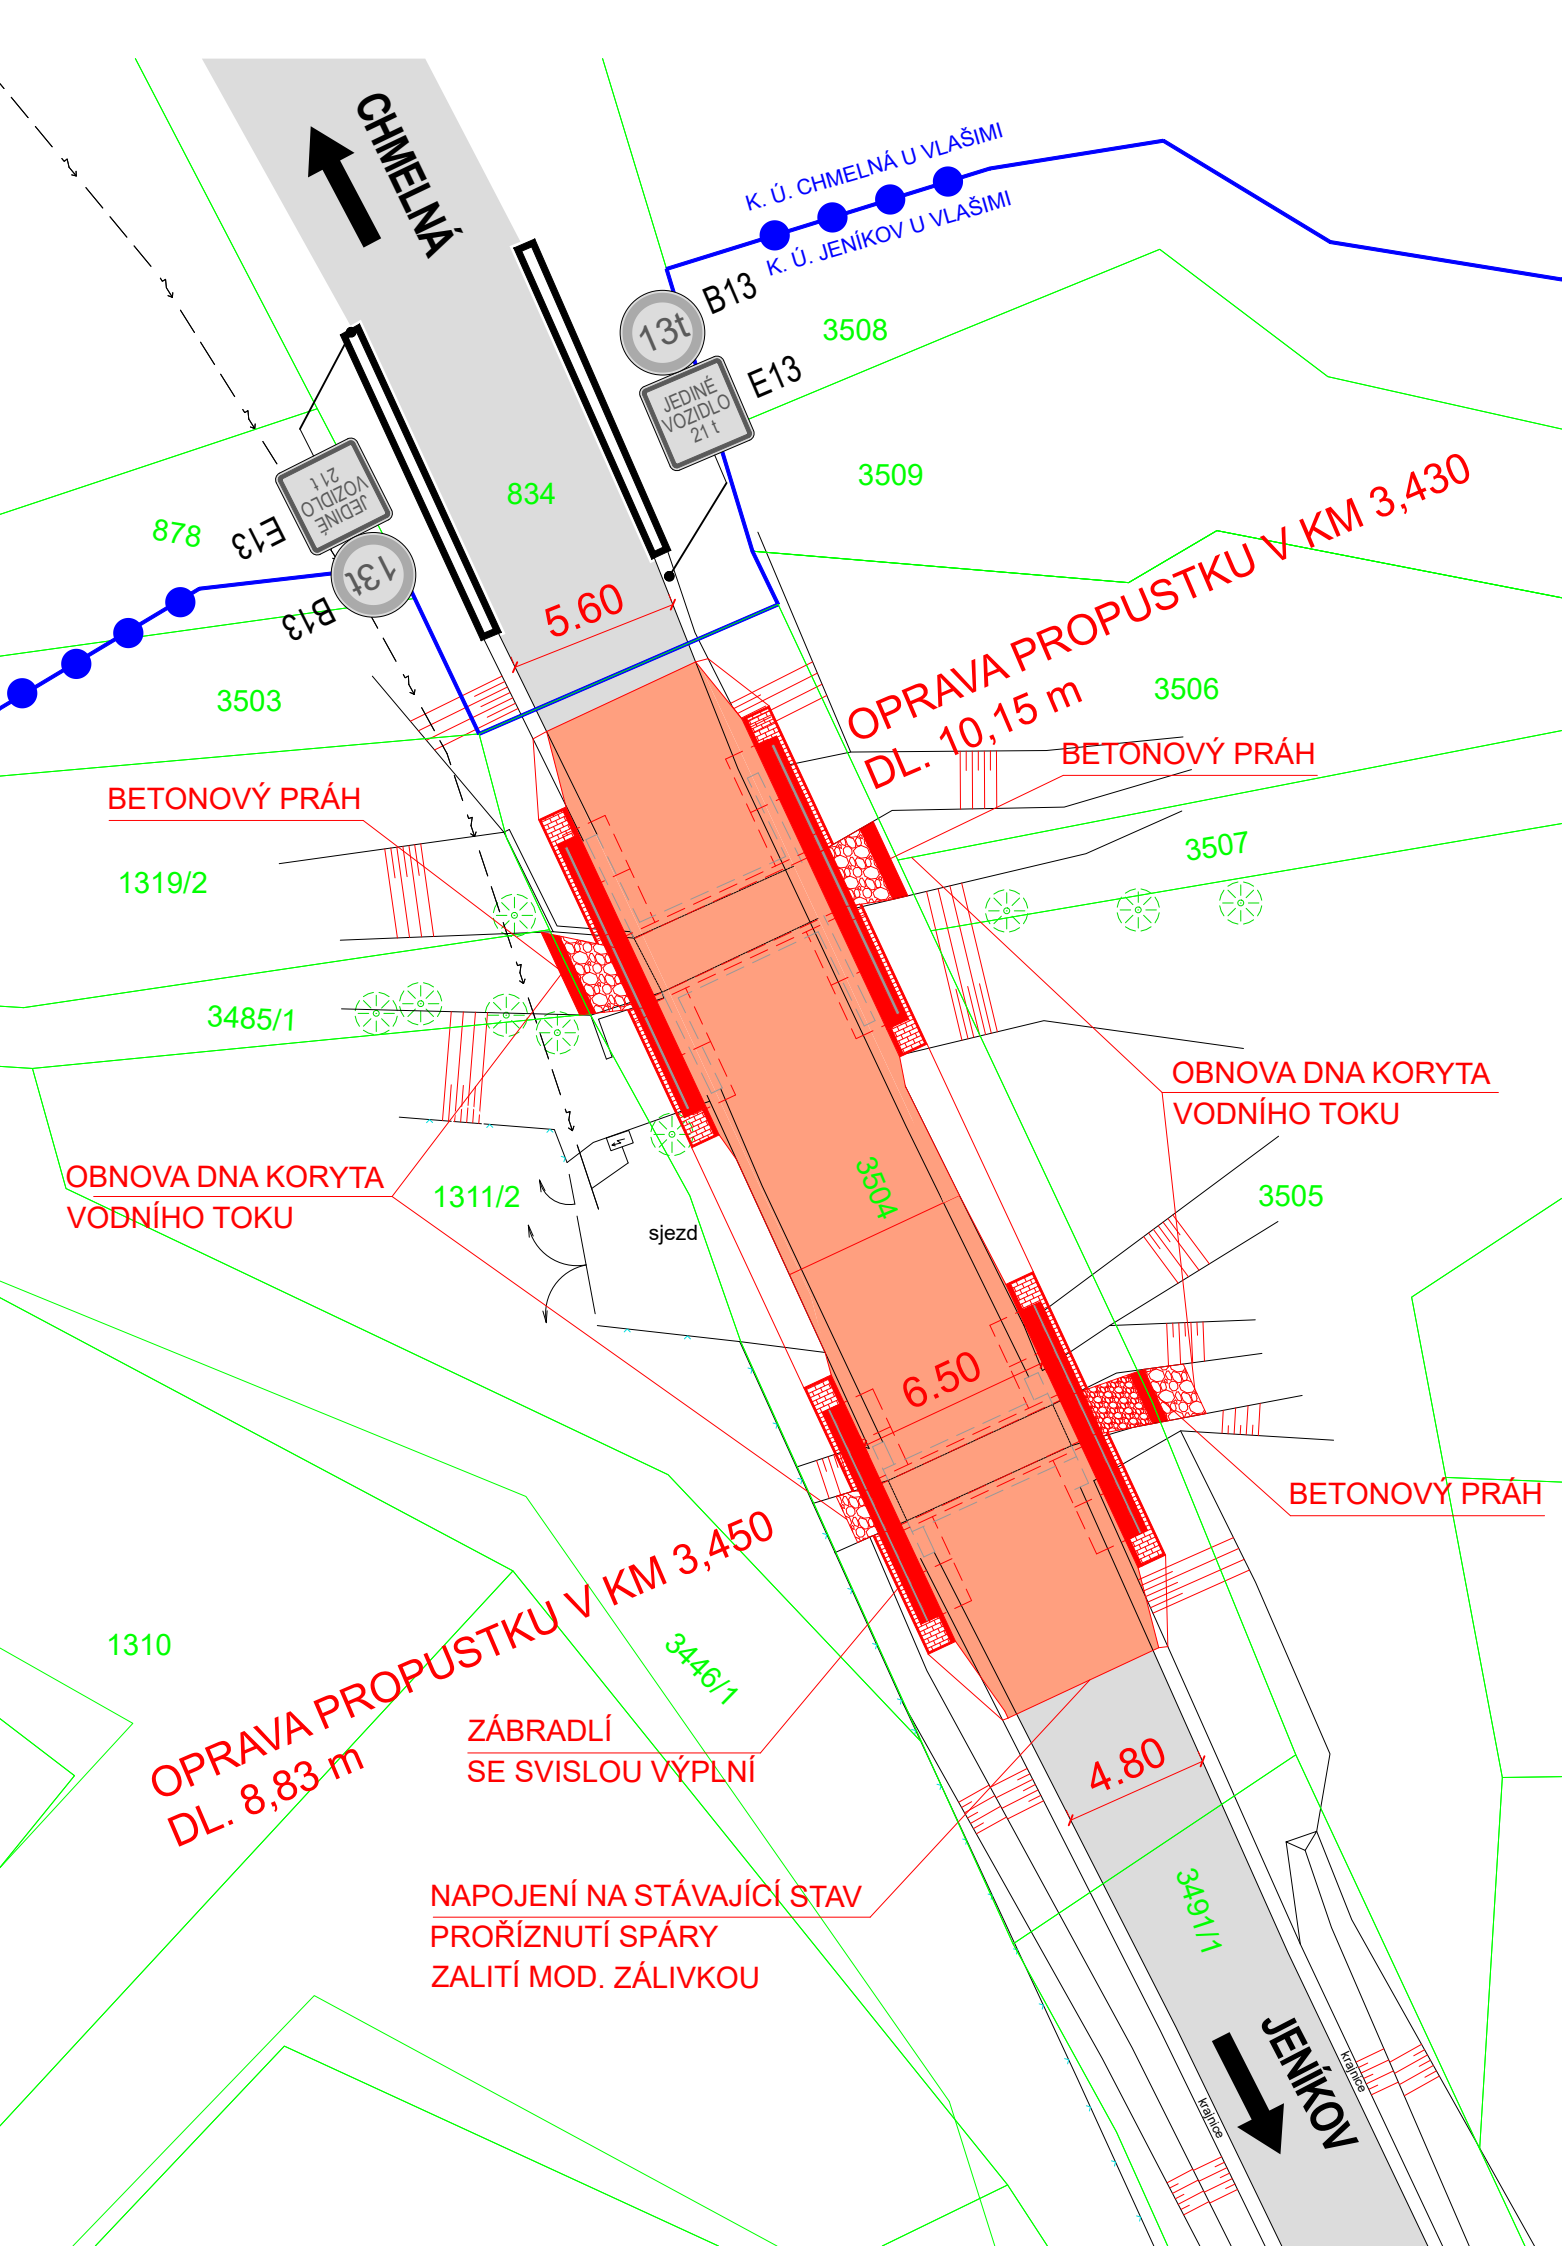 CHMELNÁ
K. Ú. CHMELNÁ U VLAŠIMI
K. Ú. JENÍKOV U VLAŠIMI
B13
13t
3508
E13
JEDINÉ
VOZIDLO
21 t
3509
834
878
E13
JEDINÉ
VOZIDLO
21 t
13t
B13
5.60
OPRAVA PROPUSTKU V KM 3,430
DL. 10,15 m
3503
3506
BETONOVÝ PRÁH
BETONOVÝ PRÁH
3507
1319/2
3485/1
OBNOVA DNA KORYTA
VODNÍHO TOKU
OBNOVA DNA KORYTA
VODNÍHO TOKU
1311/2
3504
3505
sjezd
6.50
BETONOVÝ PRÁH
OPRAVA PROPUSTKU V KM 3,450
DL. 8,83 m
1310
3446/1
ZÁBRADLÍ
SE SVISLOU VÝPLNÍ
4.80
NAPOJENÍ NA STÁVAJÍCÍ STAV
PROŘÍZNUTÍ SPÁRY
ZALITÍ MOD. ZÁLIVKOU
3491/1
JENÍKOV
krajnice
krajnice